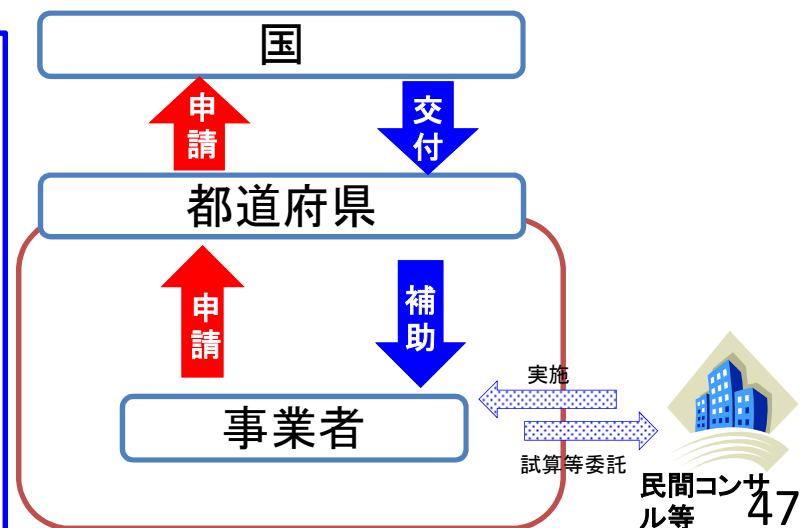 国
申請
交付
都道府県
申請
補助
実施
事業者
試算等委託
民間コンサ
ル等
47